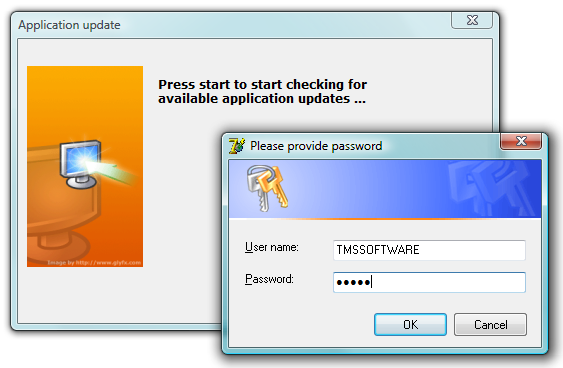 Application update
Press start to start checking for
available application updates ...
Image by http://www.glyfx.com
Please provide password
User name:
TMSSOFTWARE
Password:
●●●●●
OK
Cancel